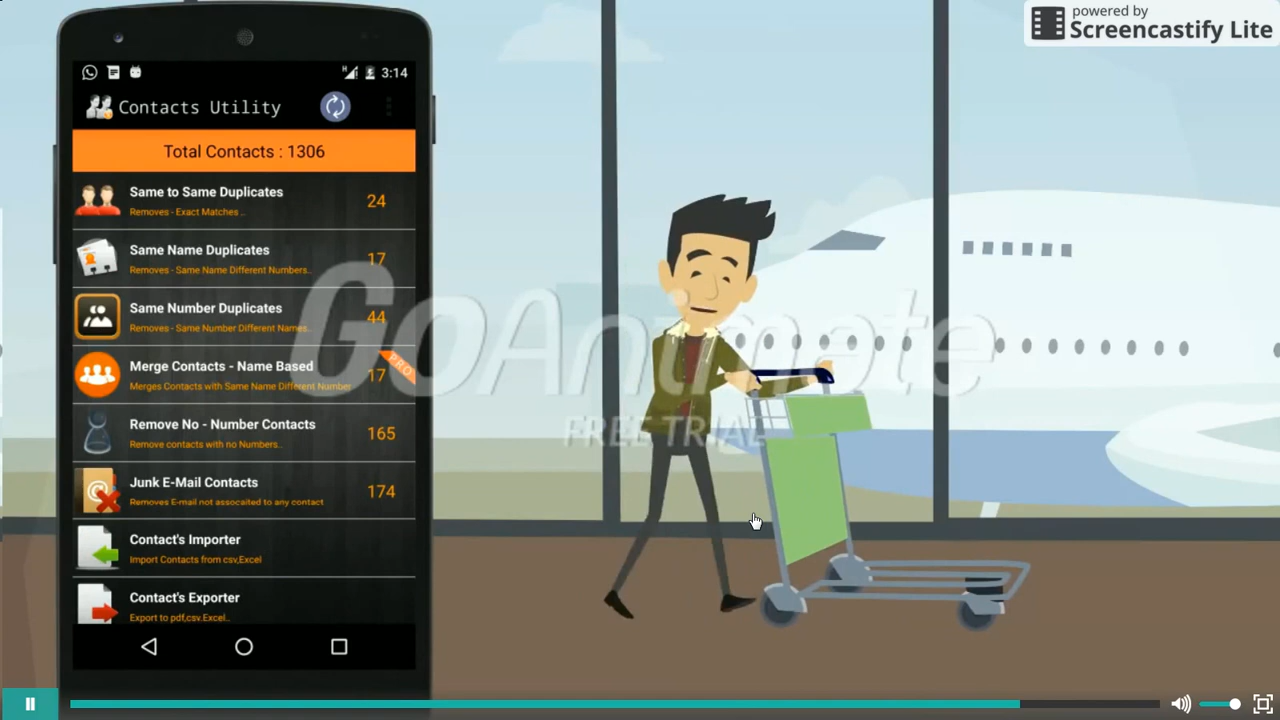 powered by
Screencastify Lite
3:14
Contacts Utility
Total Contacts : 1306
Same to Same Duplicates
Removes - Exact Matches ..
24
Same Name Duplicates
Removes - Same Name Different Numbers..
17
Same Number Duplicates
Removes - Same Number Different Names..
44
Merge Contacts - Name Based
Merges Contacts with Same Name Different Number
17
PRO
Remove No - Number Contacts
Remove contacts with no Numbers..
165
Junk E-Mail Contacts
Removes E-mail not assocaited to any contact
174
Contact's Importer
Import Contacts from csv,Excel
Contact's Exporter
Export to pdf,csv.Excel..
GoAnimate
FREE TRIAL